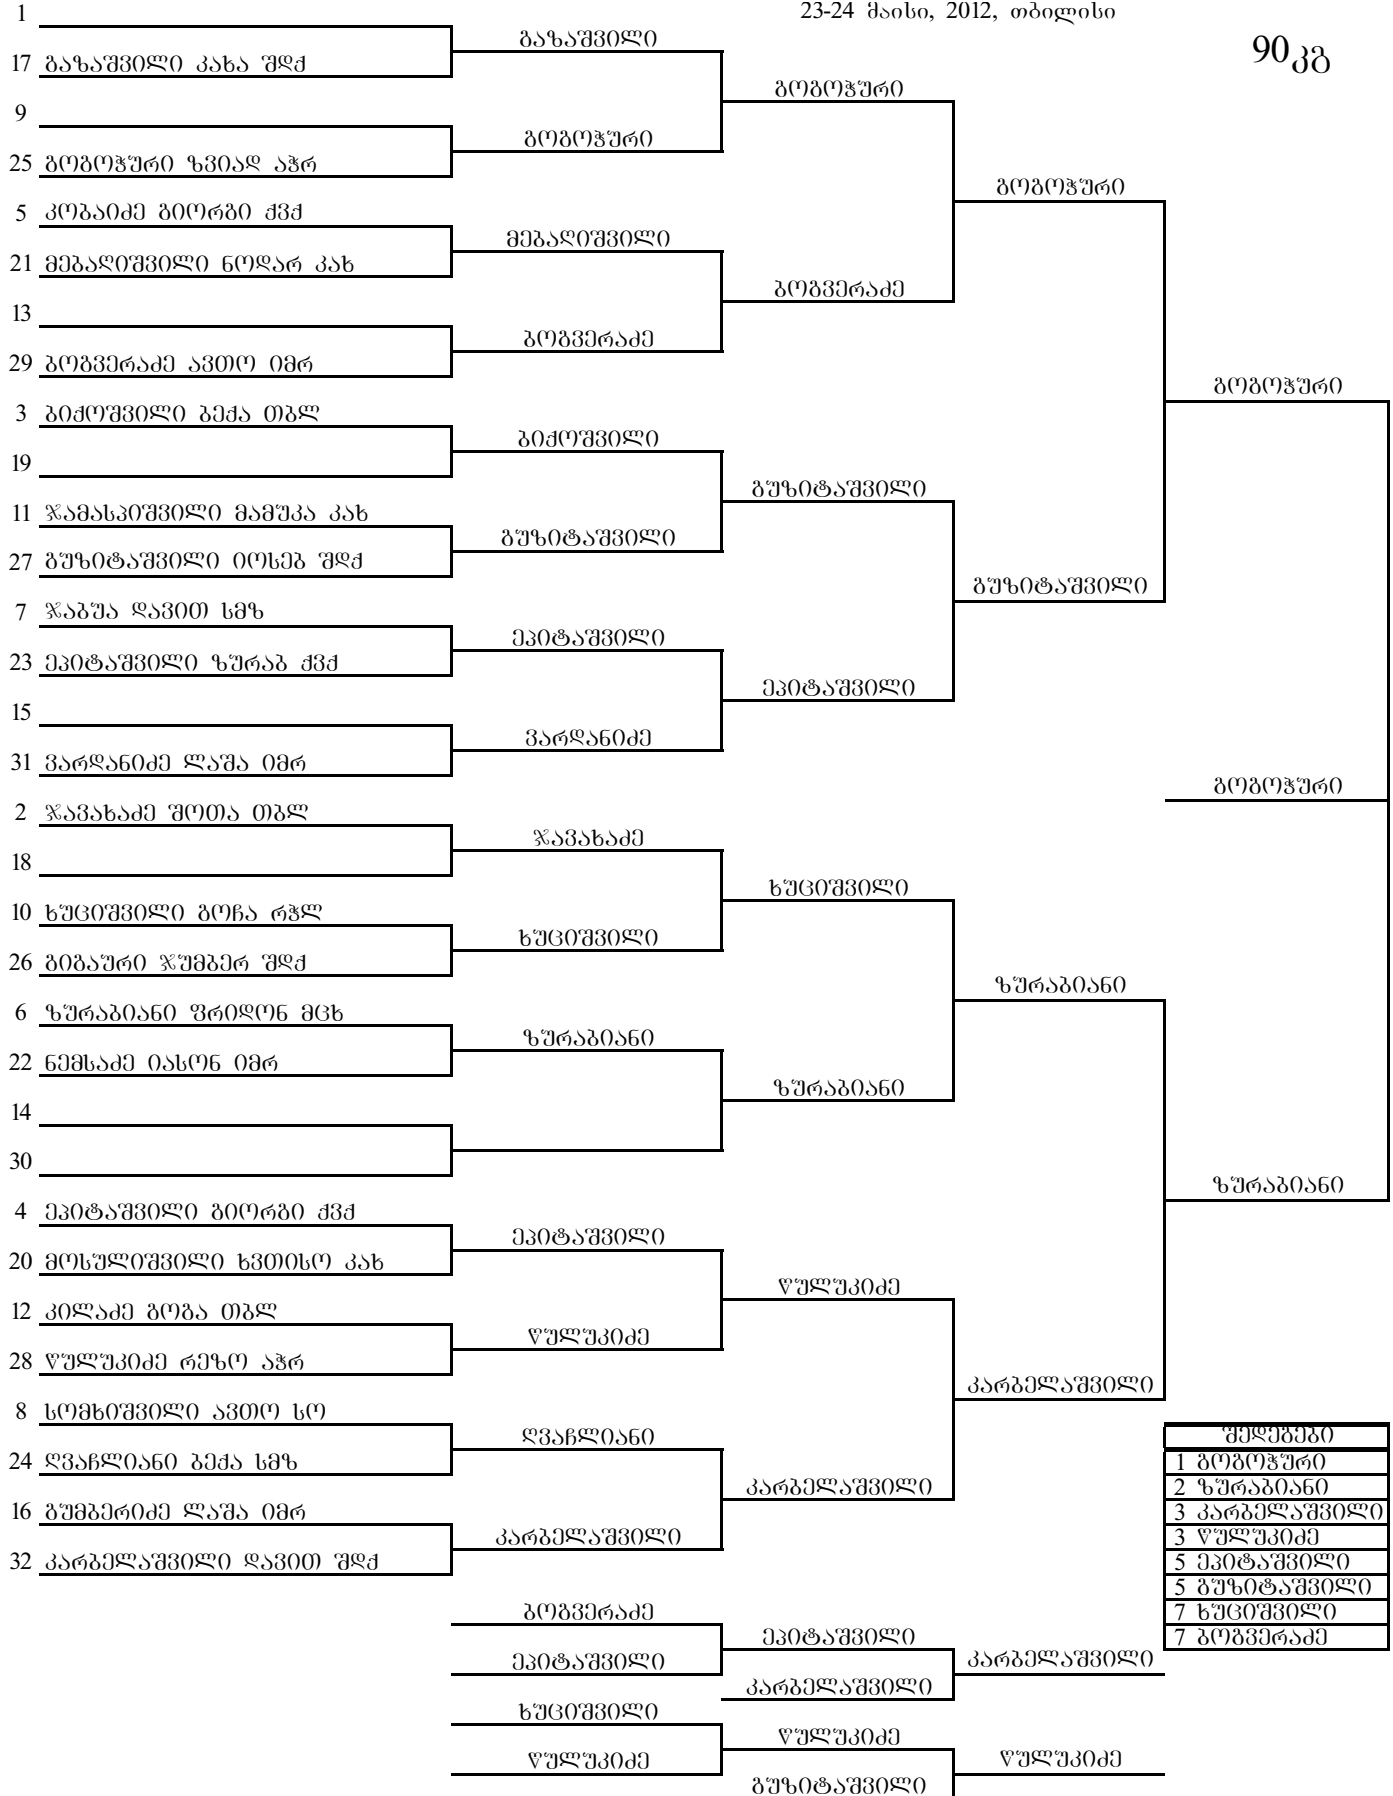 23-24 მაისი, 2012, თბილისი
90კგ
1
17 გაზაშვილი კახა შდქ
9
25 გოგოჭური ზვიად აჭრ
5 კობაიძე გიორგი ქვქ
21 მებაღიშვილი ნოდარ კახ
13
29 ბოგვერაძე ავთო იმრ
3 ბიქოშვილი ბექა თბლ
19
11 ჯამასპიშვილი მამუკა კახ
27 გუზიტაშვილი იოსებ შდქ
7 ჯაბუა დავით სმზ
23 ეპიტაშვილი ზურაბ ქვქ
15
31 ვარდანიძე ლაშა იმრ
2 ჯავახაძე შოთა თბლ
18
10 ხუციშვილი გოჩა რჭლ
26 გიგაური ჯუმბერ შდქ
6 ზურაბიანი ფრიდონ მცხ
22 ნემსაძე იასონ იმრ
14
30
4 ეპიტაშვილი გიორგი ქვქ
20 მოსულიშვილი ხვთისო კახ
12 კილაძე გოგა თბლ
28 წულუკიძე რეზო აჭრ
8 სომხიშვილი ავთო სო
24 ღვაჩლიანი ბექა სმზ
16 გუმბერიძე ლაშა იმრ
32 კარბელაშვილი დავით შდქ
გაზაშვილი
გოგოჭური
მებაღიშვილი
ბოგვერაძე
ბიქოშვილი
გუზიტაშვილი
ეპიტაშვილი
ვარდანიძე
ჯავახაძე
ხუციშვილი
ზურაბიანი
ეპიტაშვილი
წულუკიძე
ღვაჩლიანი
კარბელაშვილი
გოგოჭური
ბოგვერაძე
გუზიტაშვილი
ეპიტაშვილი
ხუციშვილი
ზურაბიანი
წულუკიძე
კარბელაშვილი
გოგოჭური
გუზიტაშვილი
ზურაბიანი
კარბელაშვილი
გოგოჭური
გოგოჭური
ზურაბიანი
შედეგები
1 გოგოჭური
2 ზურაბიანი
3 კარბელაშვილი
3 წულუკიძე
5 ეპიტაშვილი
5 გუზიტაშვილი
7 ხუციშვილი
7 ბოგვერაძე
ბოგვერაძე
ეპიტაშვილი
ეპიტაშვილი
კარბელაშვილი
კარბელაშვილი
ხუციშვილი
წულუკიძე
წულუკიძე
გუზიტაშვილი
წულუკიძე